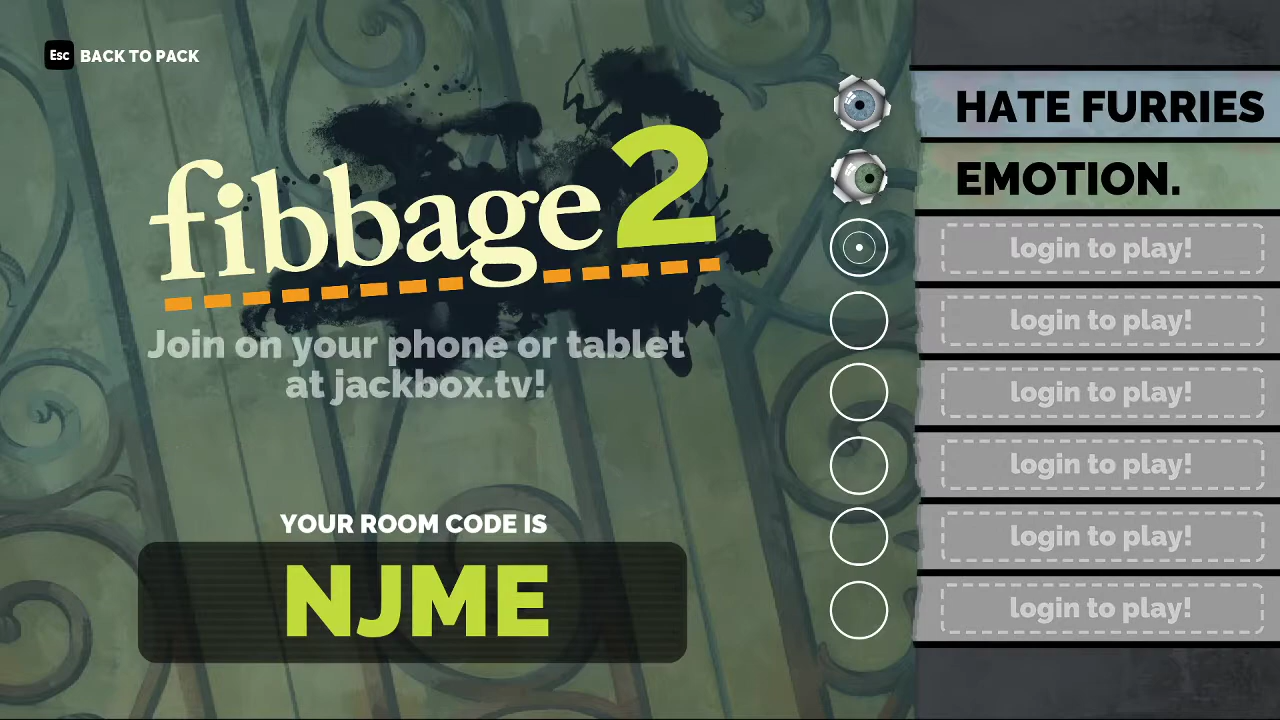 Esc BACK TO PACK
fibbage 2
Join on your phone or tablet
at jackbox.tv!
YOUR ROOM CODE IS
NJME
HATE FURRIES
EMOTION.
login to play!
login to play!
login to play!
login to play!
login to play!
login to play!